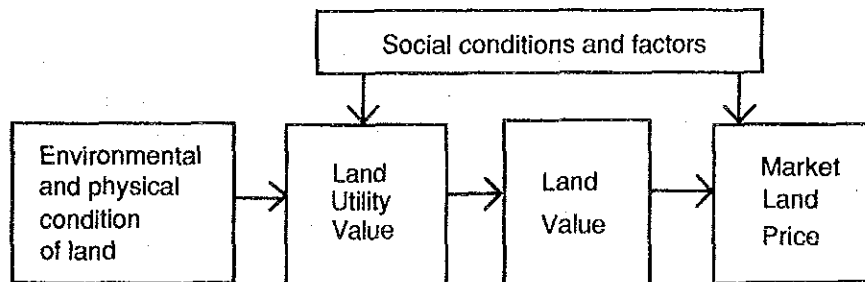 Social conditions and factors
Environmental
and physical
condition
of land
Land
Utility
Value
Land
Value
Market
Land
Price